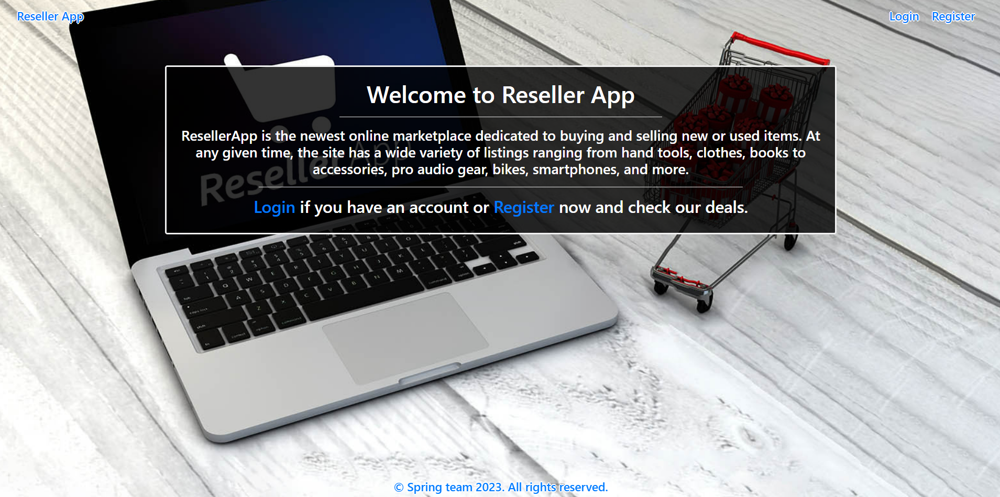 Reseller App
Login Register
Welcome to Reseller App
ResellerApp is the newest online marketplace dedicated to buying and selling new or used items. At
any given time, the site has a wide variety of listings ranging from hand tools, clothes, books to
accessories, pro audio gear, bikes, smartphones, and more.
Login if you have an account or Register now and check our deals.
Reseller App
© Spring team 2023. All rights reserved.